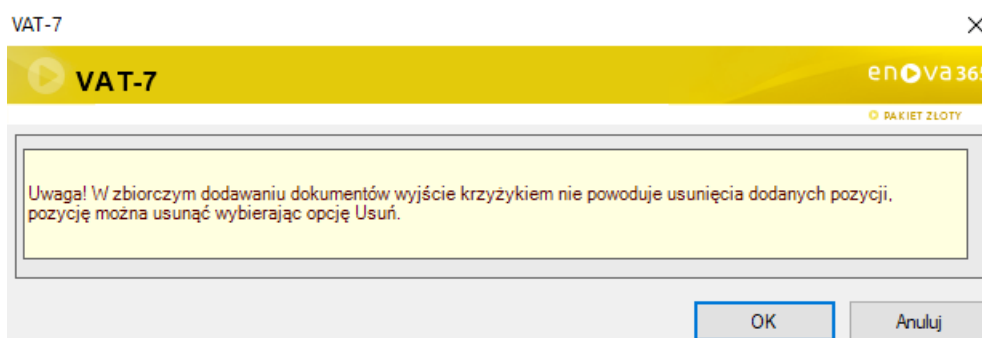 VAT-7
VAT-7
enova365
PAKIET ZŁOTY
Uwaga! W zbiorczym dodawaniu dokumentów wyjście krzyżykiem nie powoduje usunięcia dodanych pozycji,
pozycję można usunąć wybierając opcję Usuń.
OK
Anuluj